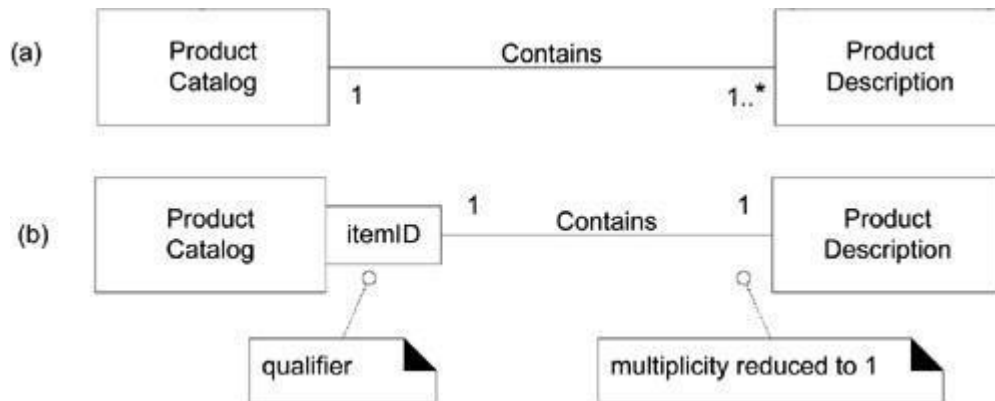 (a)
Product
Catalog
Contains
1
1..*
Product
Description
(b)
Product
Catalog
itemID
1
Contains
1
Product
Description
qualifier
multiplicity reduced to 1